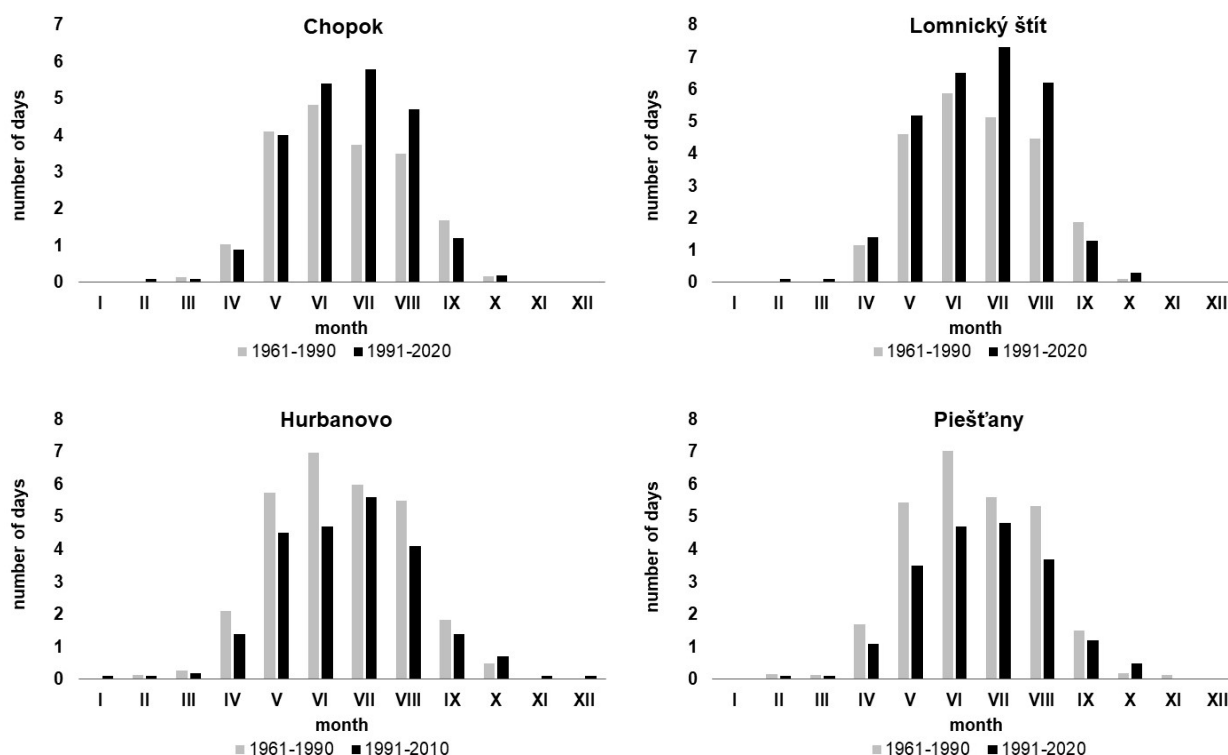 Chopok
number of days
7
6
5
4
3
2
1
0
I II III IV V VI VII VIII IX X XI XII
month
1961-1990 1991-2020
Lomnický štít
number of days
8
7
6
5
4
3
2
1
0
I II III IV V VI VII VIII IX X XI XII
month
1961-1990 1991-2020
Hurbanovo
number of days
8
7
6
5
4
3
2
1
0
I II III IV V VI VII VIII IX X XI XII
month
1961-1990 1991-2010
Piešťany
number of days
8
7
6
5
4
3
2
1
0
I II III IV V VI VII VIII IX X XI XII
month
1961-1990 1991-2020